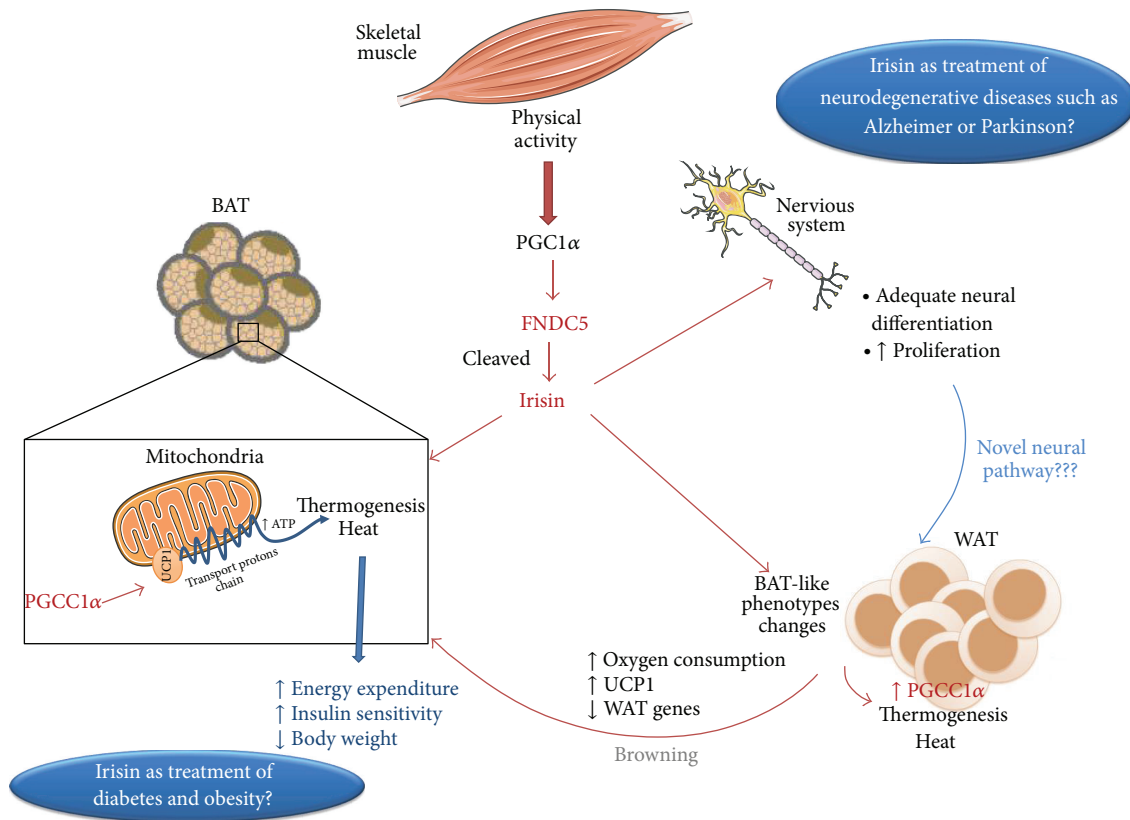 Skeletal
muscle
Physical
activity
PGC1α
FNDC5
Cleaved
Irisin
Irisin as treatment of
neurodegenerative diseases such as
Alzheimer or Parkinson?
Nervious
system
• Adequate neural
differentiation
• ↑ Proliferation
Novel neural
pathway???
BAT
Mitochondria
UCP1
Transport protons
chain
↑ ATP
Thermogenesis
Heat
PGCC1α
↑ Energy expenditure
↑ Insulin sensitivity
↓ Body weight
Irisin as treatment of
diabetes and obesity?
WAT
BAT-like
phenotypes
changes
↑ Oxygen consumption
↑ UCP1
↓ WAT genes
Browning
↑ PGCC1α
Thermogenesis
Heat